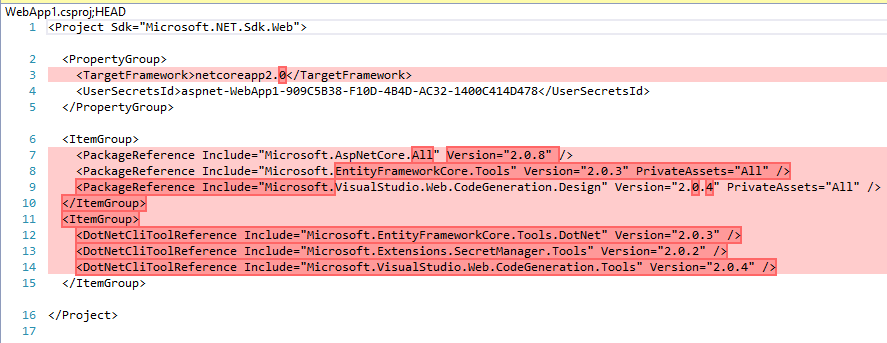 WebApp1.csproj;HEAD
1 <Project Sdk="Microsoft.NET.Sdk.Web">
2 <PropertyGroup>
3 <TargetFramework>netcoreapp2.0</TargetFramework>
4 <UserSecretsId>aspnet-WebApp1-909C5B38-F10D-4B4D-AC32-1400C414D478</UserSecretsId>
5 </PropertyGroup>
6 <ItemGroup>
7 <PackageReference Include="Microsoft.AspNetCore.All" Version="2.0.8" />
8 <PackageReference Include="Microsoft.EntityFrameworkCore.Tools" Version="2.0.3" PrivateAssets="All" />
9 <PackageReference Include="Microsoft.VisualStudio.Web.CodeGeneration.Design" Version="2.0.4" PrivateAssets="All" />
10 </ItemGroup>
11 <ItemGroup>
12 <DotNetCliToolReference Include="Microsoft.EntityFrameworkCore.Tools.DotNet" Version="2.0.3" />
13 <DotNetCliToolReference Include="Microsoft.Extensions.SecretManager.Tools" Version="2.0.2" />
14 <DotNetCliToolReference Include="Microsoft.VisualStudio.Web.CodeGeneration.Tools" Version="2.0.4" />
15 </ItemGroup>
16 </Project>
17